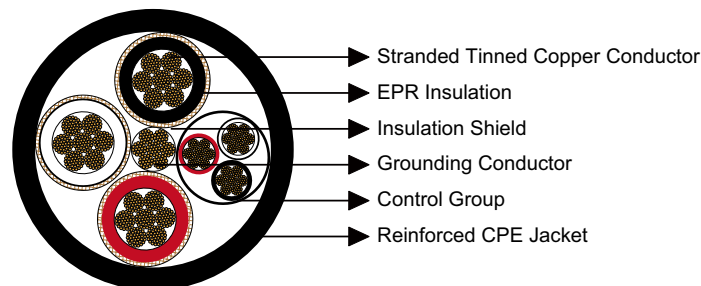 Stranded Tinned Copper Conductor
EPR Insulation
Insulation Shield
Grounding Conductor
Control Group
Reinforced CPE Jacket